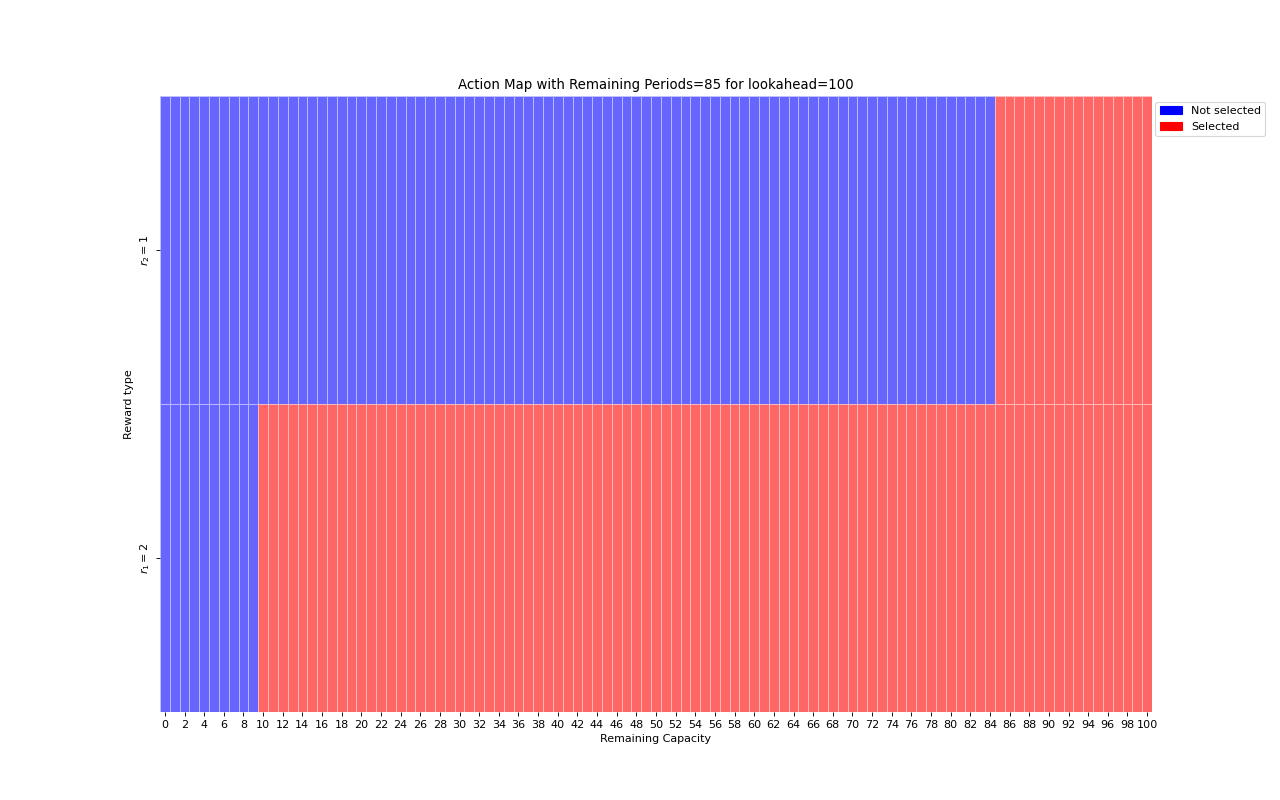 Action Map with Remaining Periods=85 for lookahead=100
Not selected
Selected
r₂ = 1
Reward type
r₁ = 2
0 2 4 6 8 10 12 14 16 18 20 22 24 26 28 30 32 34 36 38 40 42 44 46 48 50 52 54 56 58 60 62 64 66 68 70 72 74 76 78 80 82 84 86 88 90 92 94 96 98 100
Remaining Capacity